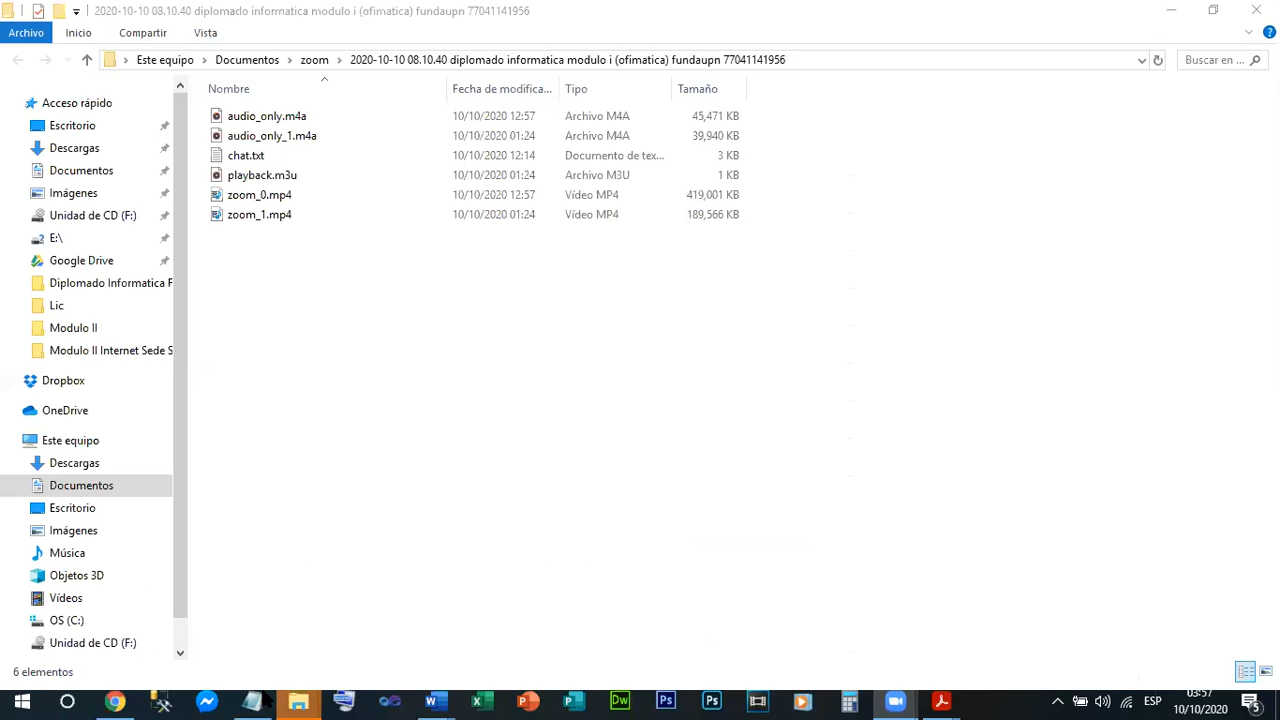 2020-10-10 08.10.40 diplomado informatica modulo i (ofimatica) fundaupn 77041141956
Archivo Inicio Compartir Vista
Este equipo > Documentos > zoom > 2020-10-10 08.10.40 diplomado informatica modulo i (ofimatica) fundaupn 77041141956
Buscar en ...
Nombre Fecha de modifica... Tipo Tamaño
audio_only.m4a 10/10/2020 12:57 Archivo M4A 45,471 KB
audio_only_1.m4a 10/10/2020 01:24 Archivo M4A 39,940 KB
chat.txt 10/10/2020 12:14 Documento de tex... 3 KB
playback.m3u 10/10/2020 01:24 Archivo M3U 1 KB
zoom_0.mp4 10/10/2020 12:57 Vídeo MP4 419,001 KB
zoom_1.mp4 10/10/2020 01:24 Vídeo MP4 189,566 KB
Acceso rápido
Escritorio
Descargas
Documentos
Imágenes
Unidad de CD (F:)
E:\
Google Drive
Diplomado Informatica F
Lic
Modulo II
Modulo II Internet Sede S
Dropbox
OneDrive
Este equipo
Descargas
Documentos
Escritorio
Imágenes
Música
Objetos 3D
Vídeos
OS (C:)
Unidad de CD (F:)
6 elementos
Dw
Ps
Ps
ESP
03:57
10/10/2020
5